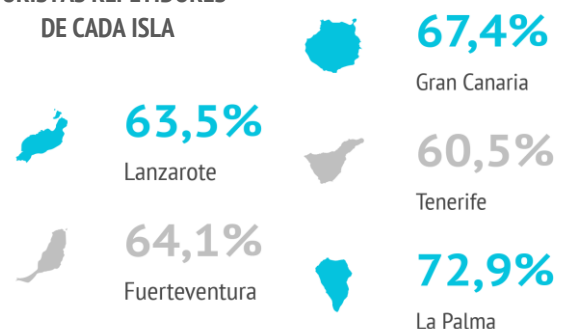 DE CADA ISLA
63,5%
Lanzarote
64,1%
Fuerteventura
67,4%
Gran Canaria
60,5%
Tenerife
72,9%
La Palma